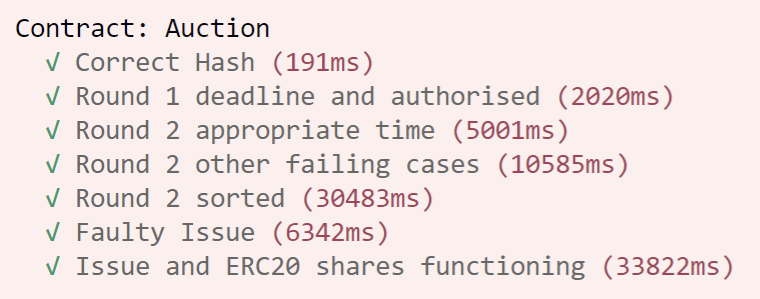 Contract: Auction
√ Correct Hash (191ms)
√ Round 1 deadline and authorised (2020ms)
√ Round 2 appropriate time (5001ms)
√ Round 2 other failing cases (10585ms)
√ Round 2 sorted (30483ms)
√ Faulty Issue (6342ms)
√ Issue and ERC20 shares functioning (33822ms)